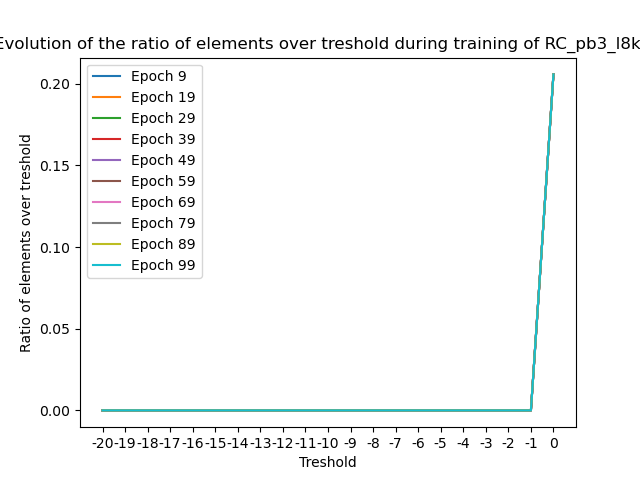 Evolution of the ratio of elements over treshold during training of RC_pb3_l8k
0.20
0.15
0.10
0.05
0.00
Ratio of elements over treshold
Epoch 9
Epoch 19
Epoch 29
Epoch 39
Epoch 49
Epoch 59
Epoch 69
Epoch 79
Epoch 89
Epoch 99
-20 -19 -18 -17 -16 -15 -14 -13 -12 -11 -10 -9 -8 -7 -6 -5 -4 -3 -2 -1 0
Treshold